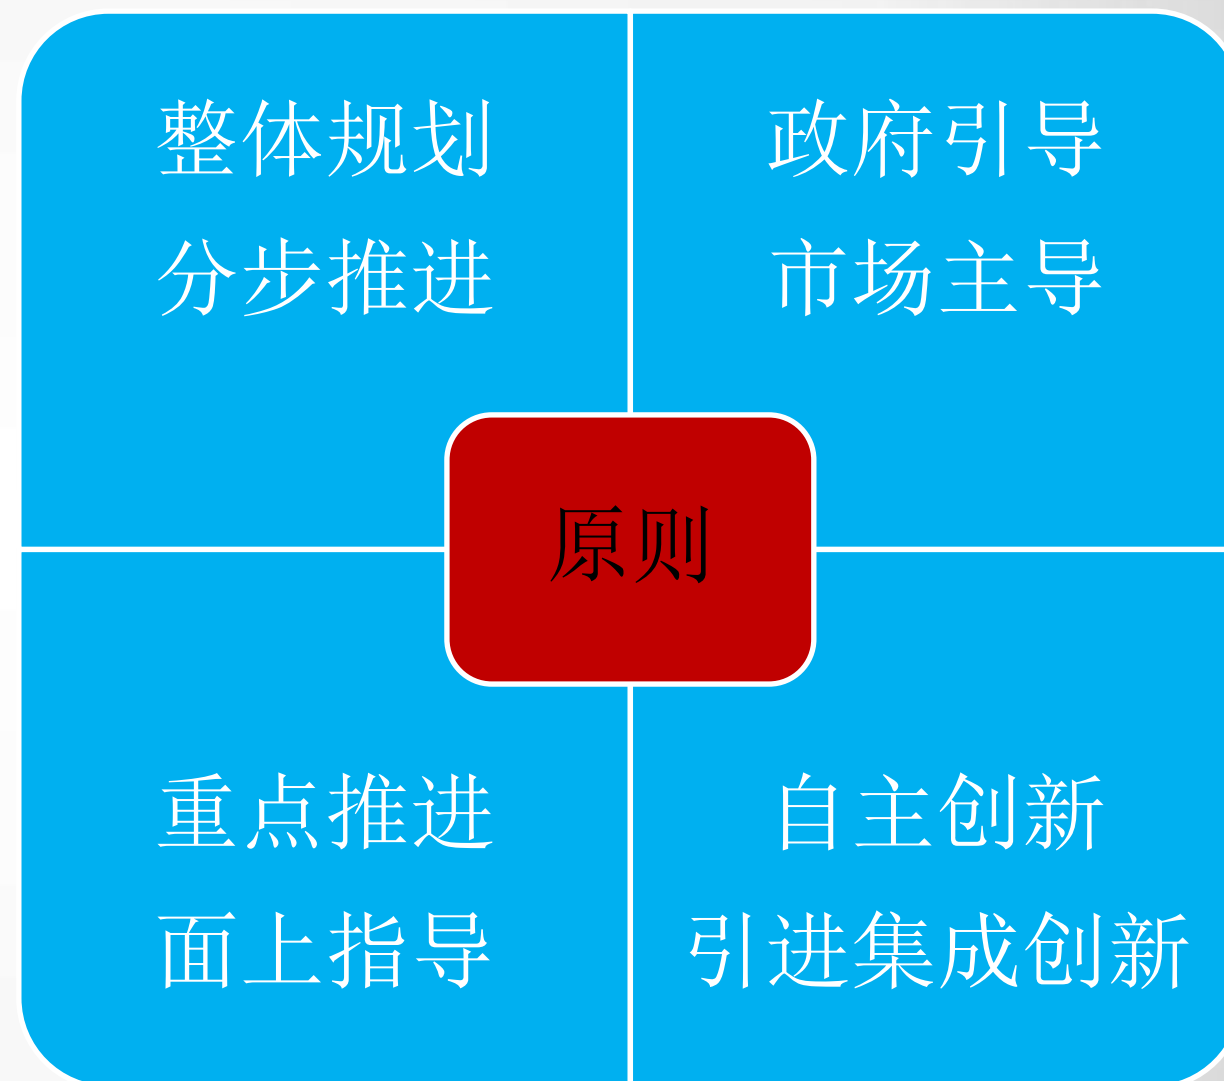 整体规划
分步推进
政府引导
市场主导
原则
重点推进
面上指导
自主创新
引进集成创新